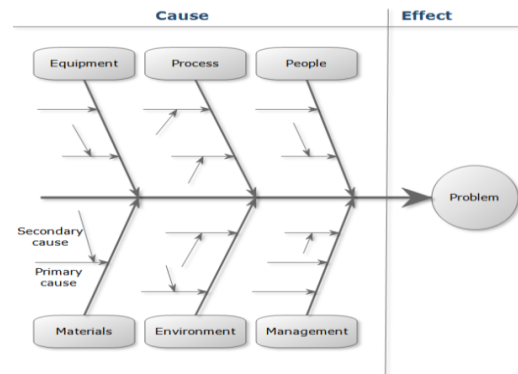 Cause
Effect
Equipment
Process
People
Problem
Secondary
cause
Primary
cause
Materials
Environment
Management